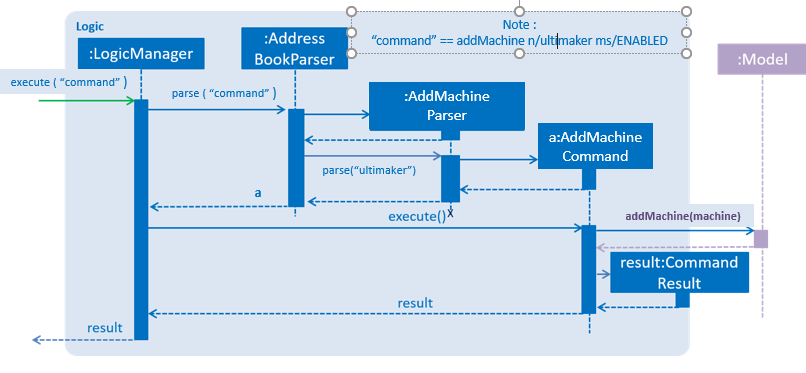 Logic
Note :
“command” == addMachine n/ultimaker ms/ENABLED
:LogicManager
:Address
BookParser
:Model
execute ( “command” )
parse ( “command” )
:AddMachine
Parser
a:AddMachine
Command
parse(“ultimaker”)
a
X
execute()
addMachine(machine)
result:Command
Result
result
result